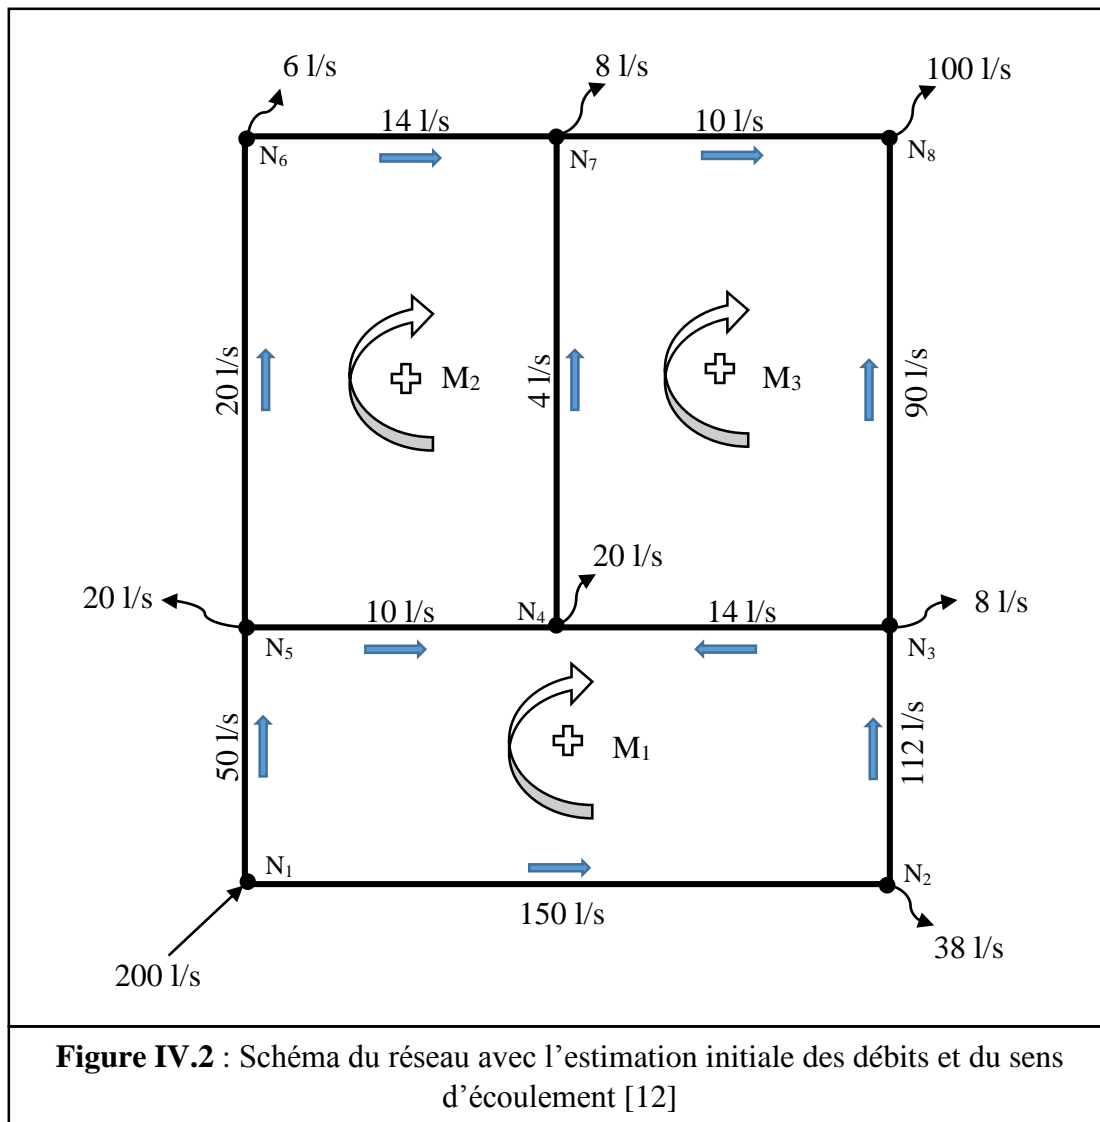 6 l/s
8 l/s
100 l/s
14 l/s
10 l/s
N6
N7
N8
20 l/s
M2
4 l/s
M3
90 l/s
20 l/s
20 l/s
10 l/s
N4
14 l/s
8 l/s
N5
N3
50 l/s
M1
112 l/s
N1
N2
150 l/s
38 l/s
200 l/s
Figure IV.2 : Schéma du réseau avec l’estimation initiale des débits et du sens
d’écoulement [12]